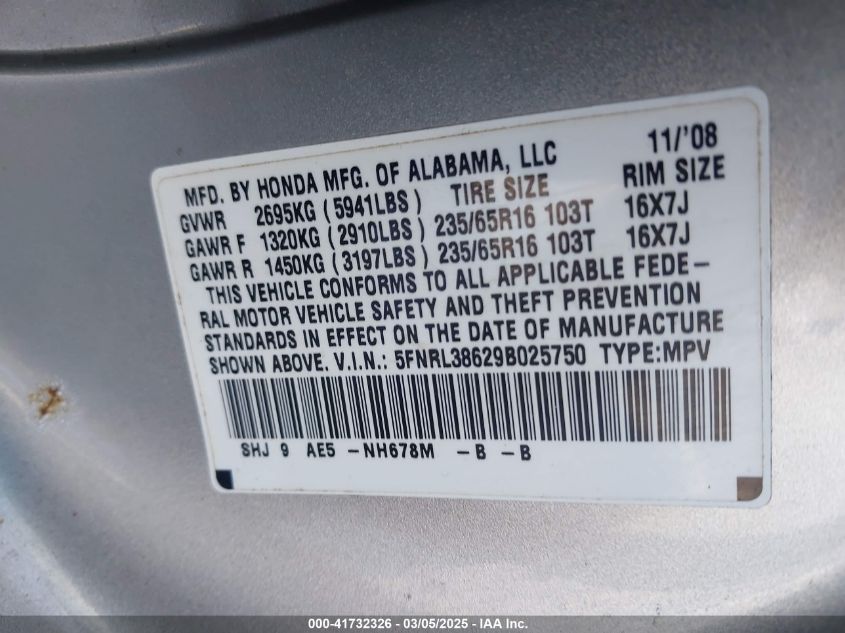 MFD. BY HONDA MFG. OF ALABAMA, LLC 11/'08
GVWR 2695KG (5941LBS) TIRE SIZE RIM SIZE
GAWR F 1320KG (2910LBS) 235/65R16 103T 16X7J
GAWR R 1450KG (3197LBS) 235/65R16 103T 16X7J
THIS VEHICLE CONFORMS TO ALL APPLICABLE FEDE-
RAL MOTOR VEHICLE SAFETY AND THEFT PREVENTION
STANDARDS IN EFFECT ON THE DATE OF MANUFACTURE
SHOWN ABOVE. V.I.N.: 5FNRL38629B025750 TYPE:MPV
SHJ 9 AE5 -NH678M -B -B
000-41732326 - 03/05/2025 - IAA Inc.